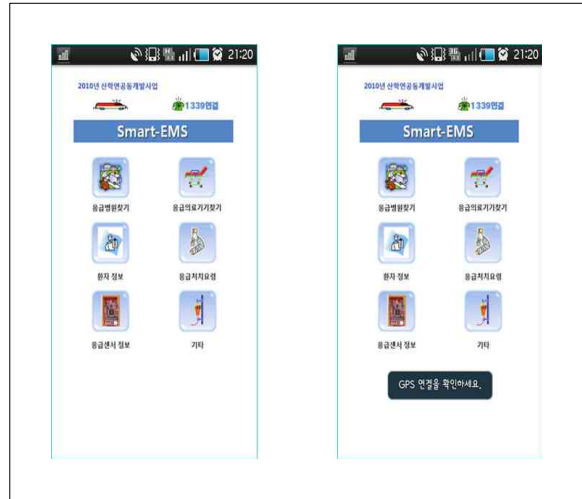 21:20
2010년 산학연공동개발사업
1339연결
Smart-EMS
응급병원찾기 응급의료기기찾기
환자 정보 응급처치요령
응급센서 정보 기타
21:20
2010년 산학연공동개발사업
1339연결
Smart-EMS
응급병원찾기 응급의료기기찾기
환자 정보 응급처치요령
응급센서 정보 기타
GPS 연결을 확인하세요.